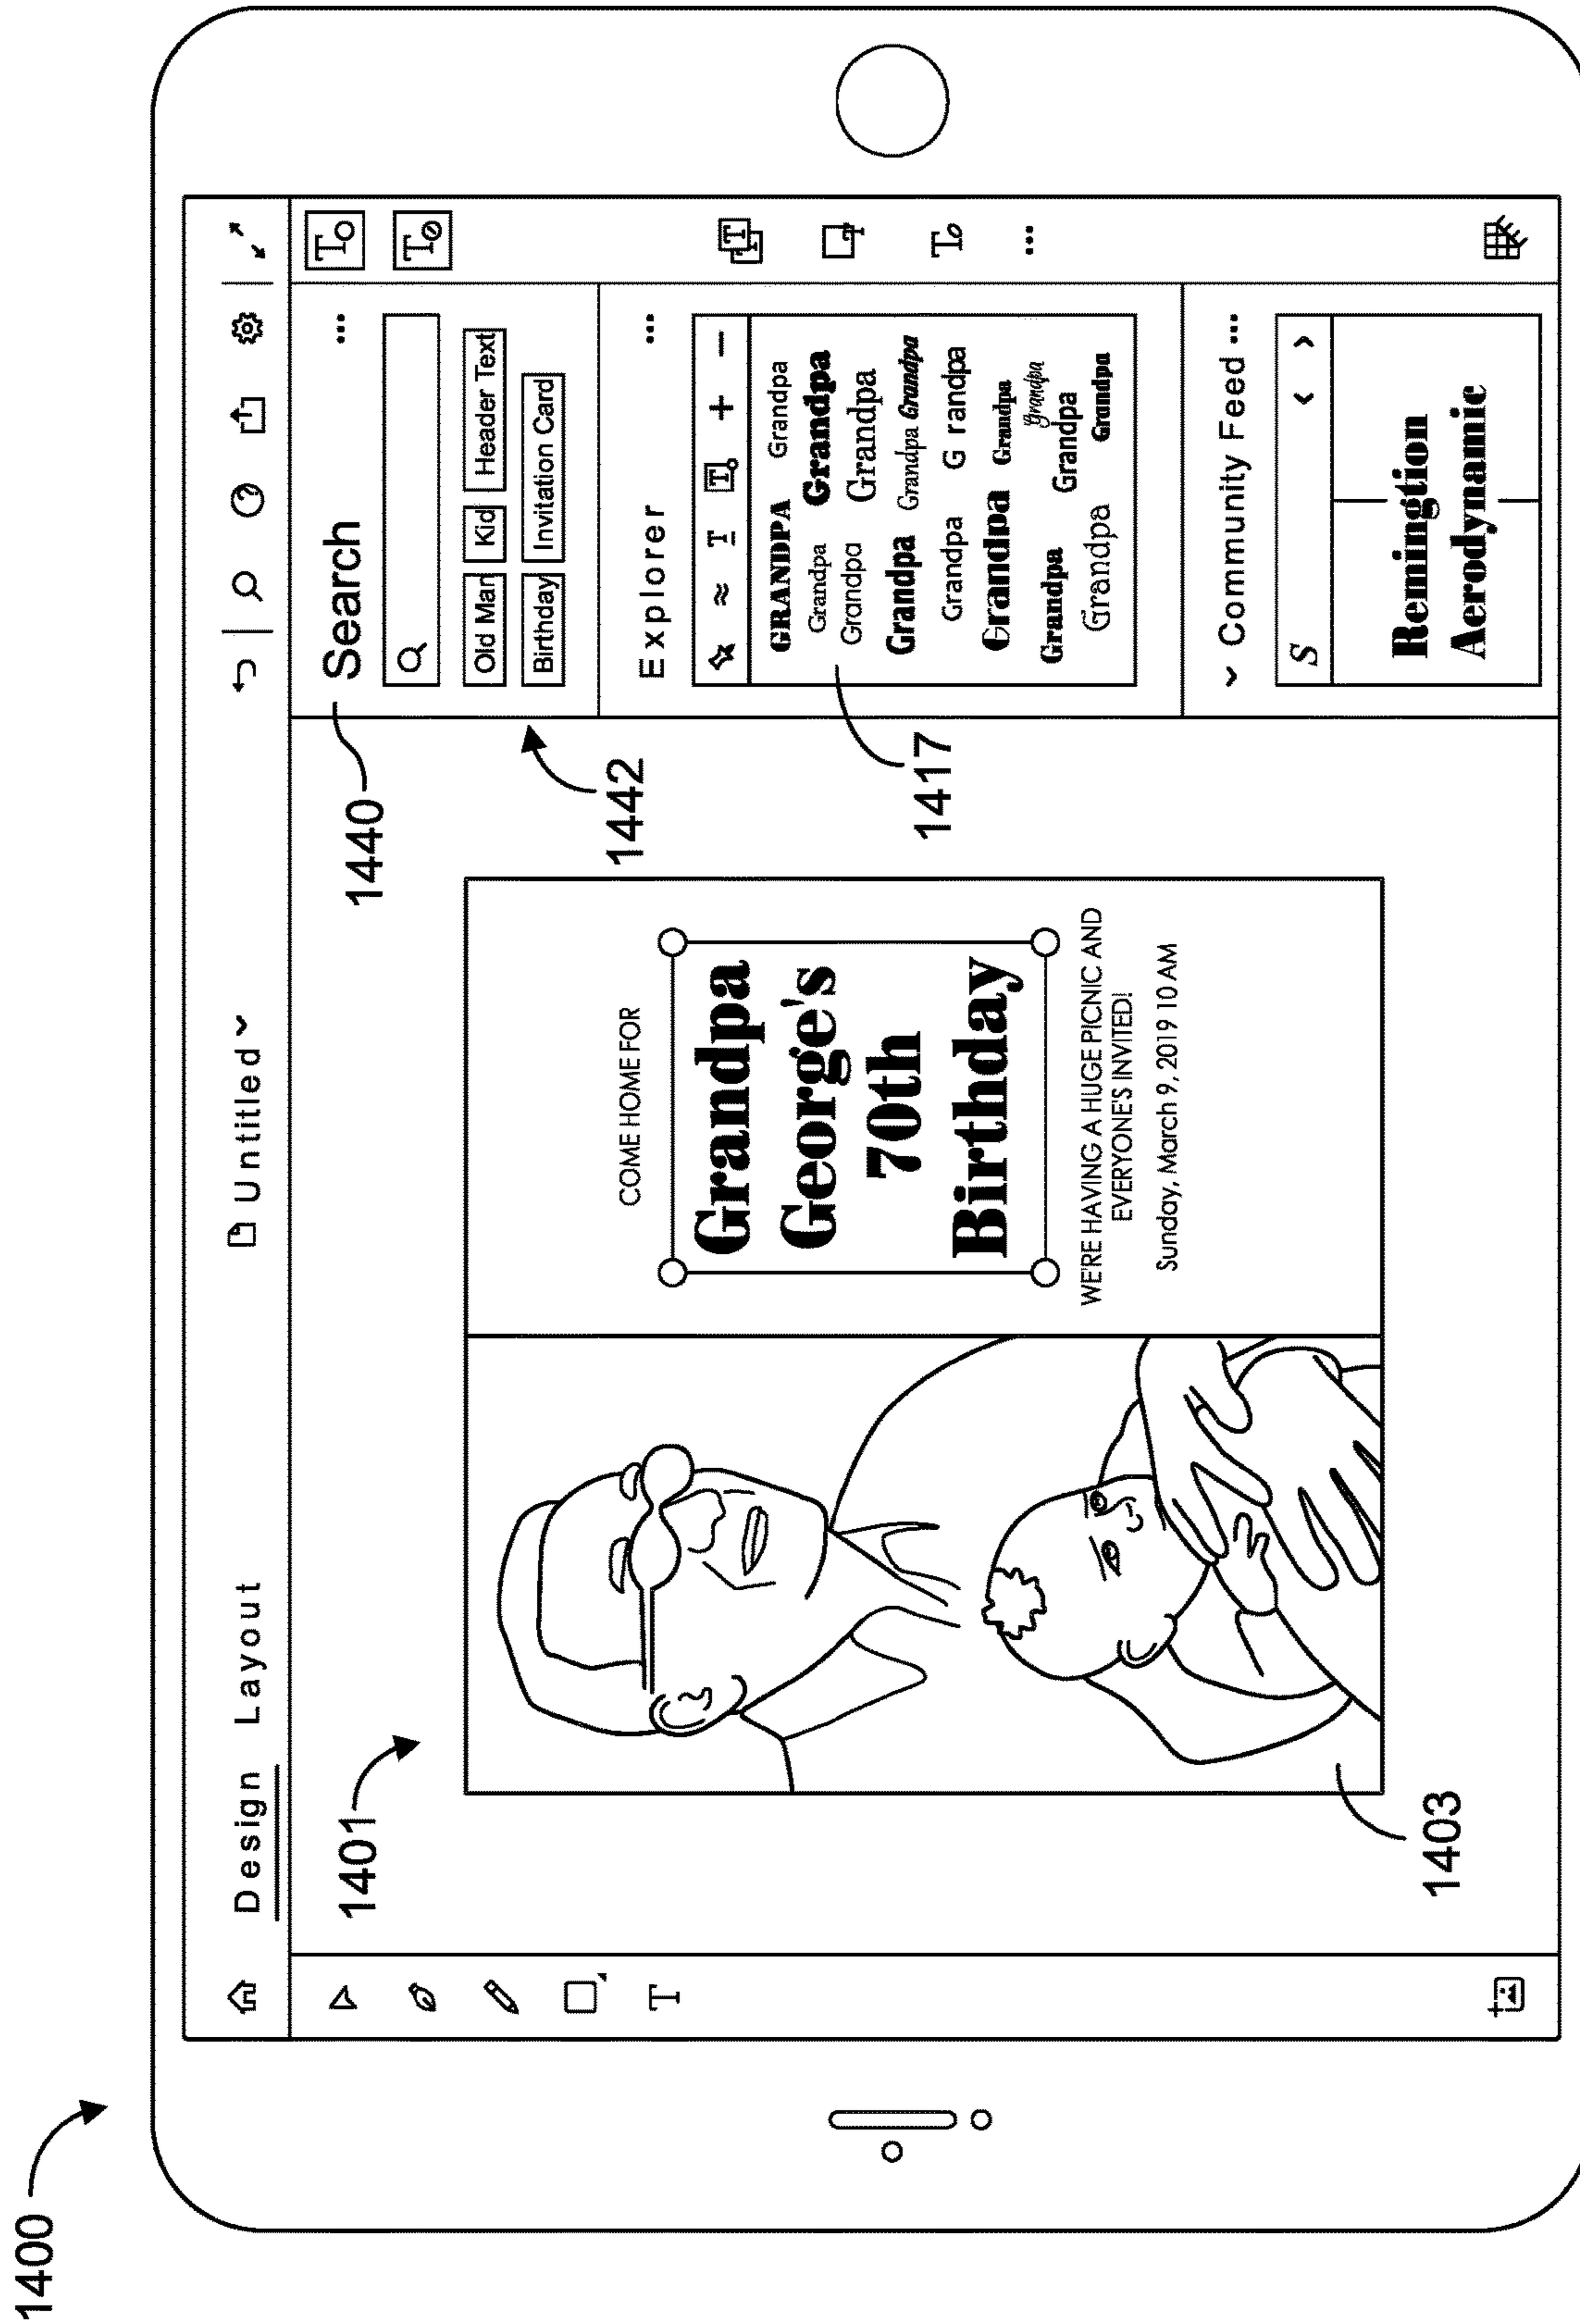 1400
Design Layout
Untitled
1401
COME HOME FOR
Grandpa
George's
70th
Birthday
WE'RE HAVING A HUGE PICNIC AND
EVERYONE'S INVITED!
Sunday, March 9, 2019 10 AM
1403
1440
1442
1417
Search
Old Man Kid Header Text
Birthday Invitation Card
Explorer
T T
GRANDPA Grandpa
Grandpa Grandpa
Grandpa Grandpa
Grandpa Grandpa Grandpa
Grandpa G randpa
Grandpa Grandpa
Grandpa Grandpa Grandpa
Grandpa Grandpa
Community Feed
S
Remington
Aerodynamic
T
T
T
T
T
T